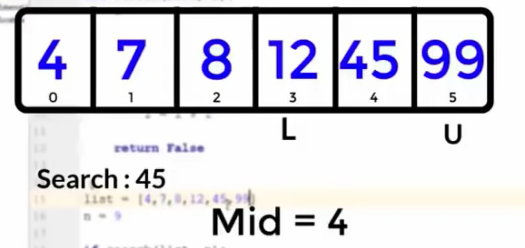 4 7 8 12 45 99
0 1 2 3 4 5
L U
return False
Search : 45
list = [4,7,8,12,45,99]
n = 9
Mid = 4